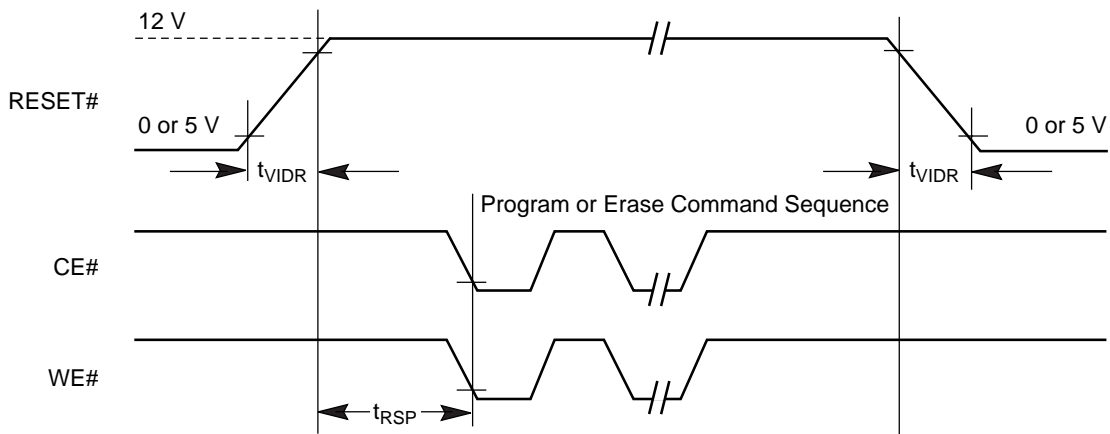 12 V
RESET#
0 or 5 V
0 or 5 V
tVIDR
tVIDR
Program or Erase Command Sequence
CE#
WE#
tRSP